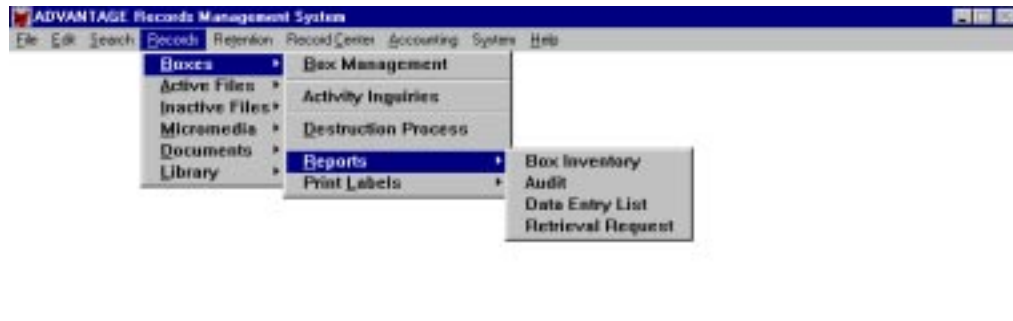 ADVANTAGE Records Management System
File Edit Search Records Retention Record Center Accounting System Help
Boxes
Active Files
Inactive Files
Micromedia
Documents
Library
Box Management
Activity Inquiries
Destruction Process
Reports
Print Labels
Box Inventory
Audit
Data Entry List
Retrieval Request